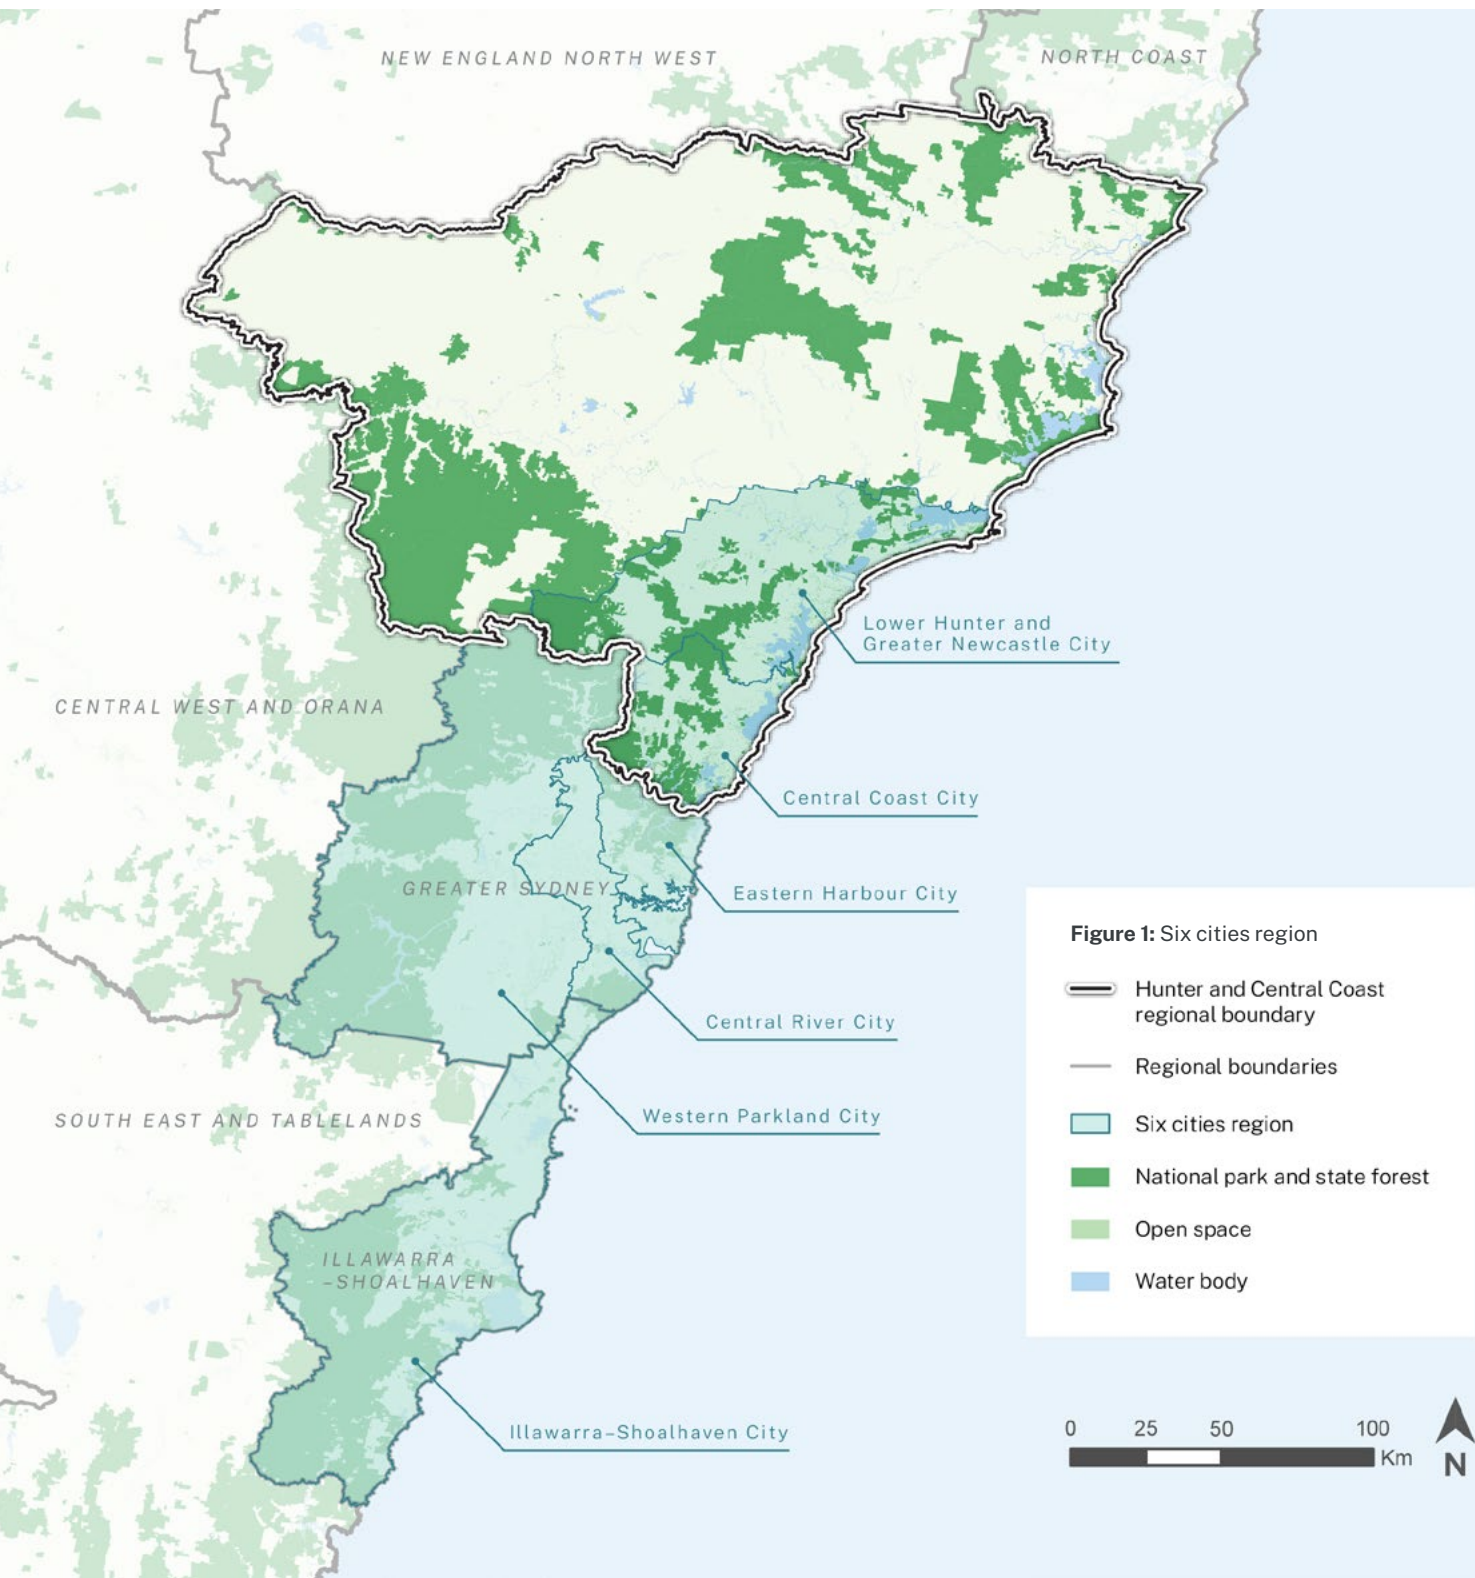 NEW ENGLAND NORTH WEST
NORTH COAST
Lower Hunter and
Greater Newcastle City
CENTRAL WEST AND ORANA
Central Coast City
GREATER SYDNEY
Eastern Harbour City
Figure 1: Six cities region
Hunter and Central Coast
regional boundary
Central River City
Regional boundaries
SOUTH EAST AND TABLELANDS
Western Parkland City
Six cities region
National park and state forest
Open space
ILLAWARRA
–SHOALHAVEN
Water body
Illawarra–Shoalhaven City
0 25 50 100
Km
N